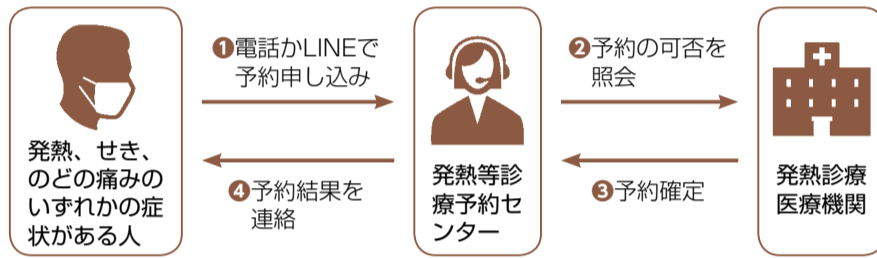 ❶電話かLINEで
予約申し込み
❷予約の可否を
照会
発熱、せき、
のどの痛みの
いずれかの症
状がある人
❹予約結果を
連絡
発熱等診
療予約セ
ンター
❸予約確定
発熱診療
医療機関